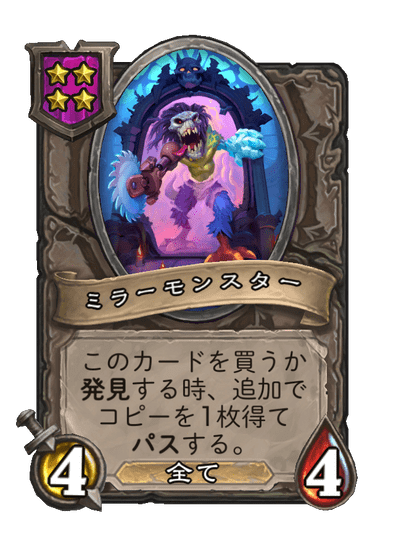 ミラーモンスター
このカードを買うか
発見する時、追加で
コピーを1枚得て
パスする。
4
全て
4